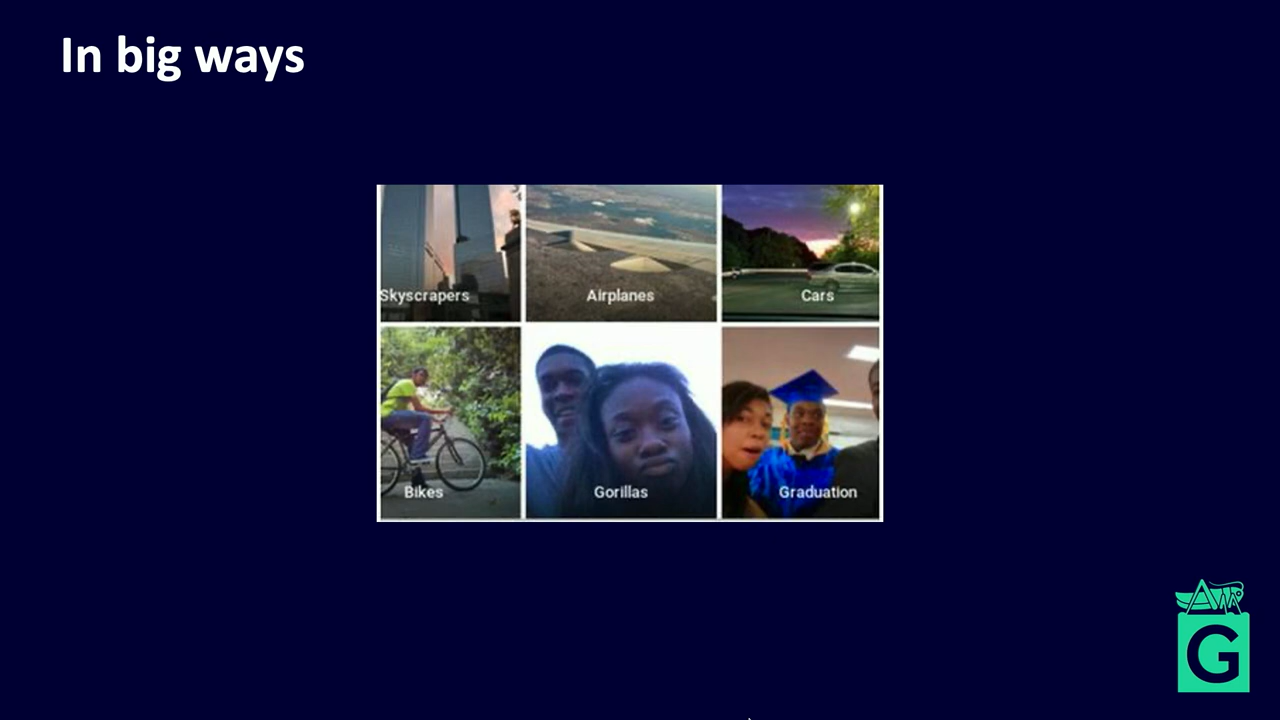 In big ways
Skyscrapers
Airplanes
Cars
Bikes
Gorillas
Graduation
G